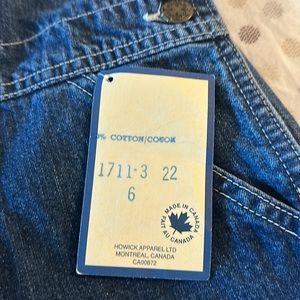 % COTTON/COTON
1711-3 22
6
MADE IN CANADA
FAIT AU CANADA
HOWICK APPAREL LTD
MONTREAL, CANADA
CA00872